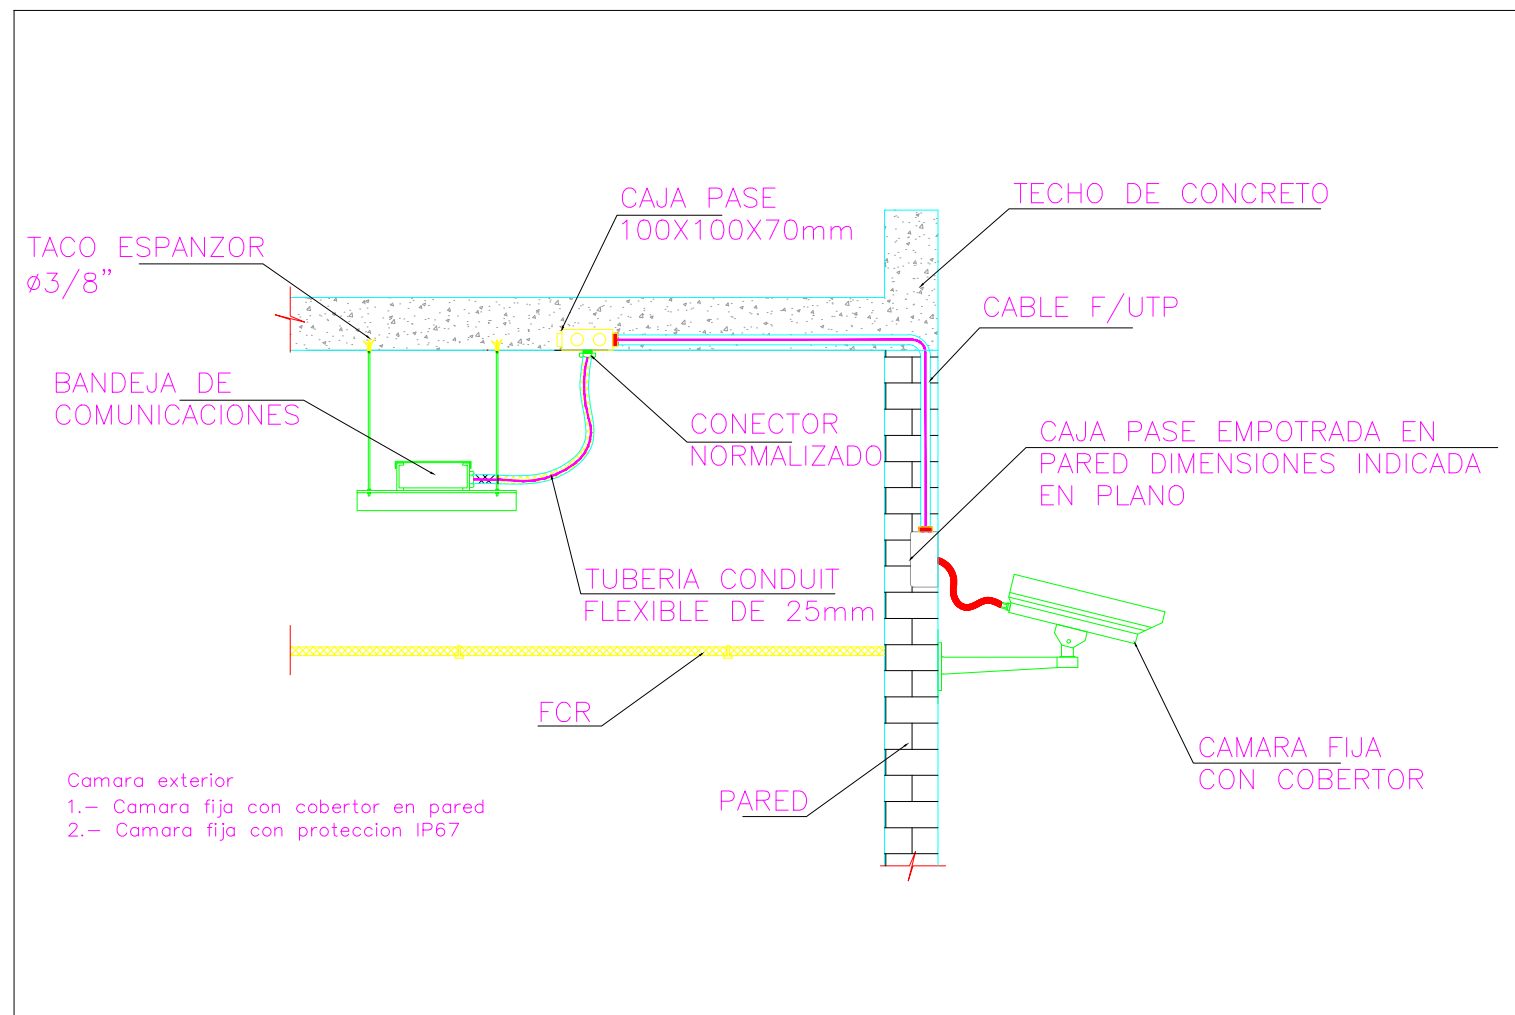 CAJA PASE
100X100X70mm
TECHO DE CONCRETO
TACO ESPANZOR
ø3/8”
CABLE F/UTP
BANDEJA DE
COMUNICACIONES
CONECTOR
NORMALIZADO
CAJA PASE EMPOTRADA EN
PARED DIMENSIONES INDICADA
EN PLANO
TUBERIA CONDUIT
FLEXIBLE DE 25mm
FCR
CAMARA FIJA
CON COBERTOR
PARED
Camara exterior
1.- Camara fija con cobertor en pared
2.- Camara fija con proteccion IP67